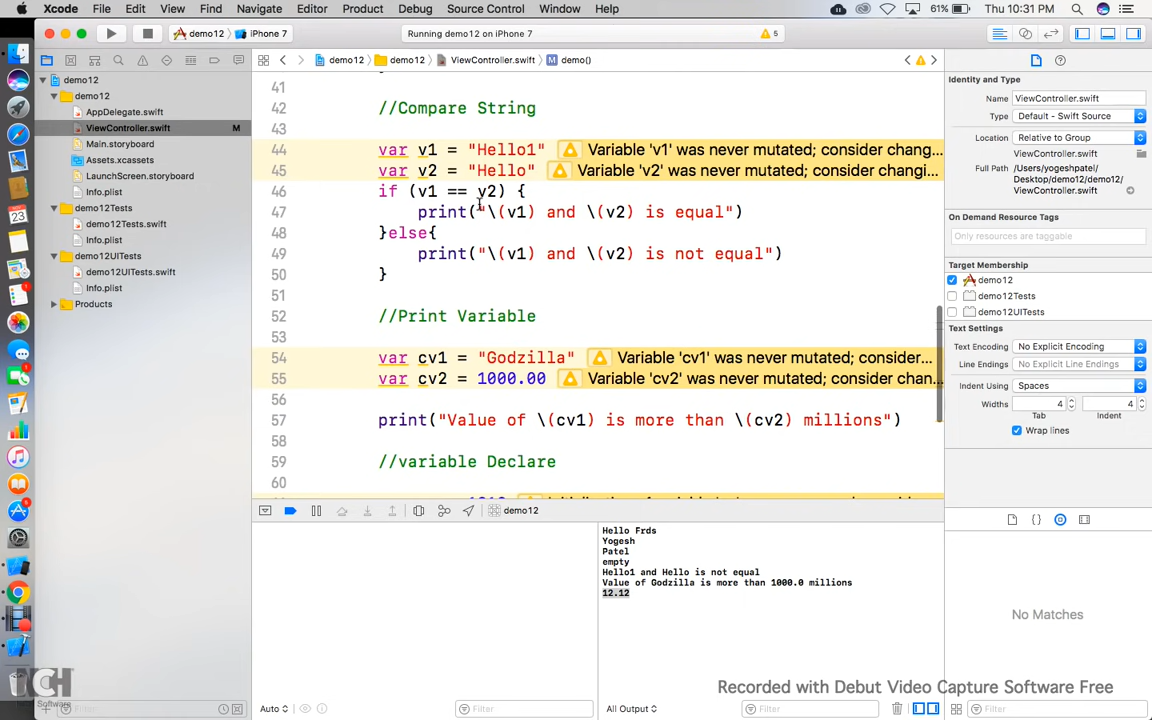 Xcode File Edit View Find Navigate Editor Product Debug Source Control Window Help 61% Thu 10:31 PM
demo12 iPhone 7 Running demo12 on iPhone 7 5
demo12 demo12 ViewController.swift M demo()
demo12
demo12
AppDelegate.swift
ViewController.swift M
Main.storyboard
Assets.xcassets
LaunchScreen.storyboard
Info.plist
demo12Tests
demo12Tests.swift
Info.plist
demo12UITests
demo12UITests.swift
Info.plist
Products
41
42 //Compare String
43
44 var v1 = "Hello1" Variable 'v1' was never mutated; consider chang...
45 var v2 = "Hello" Variable 'v2' was never mutated; consider changi...
46 if (v1 == v2) {
47 print("\(v1) and \(v2) is equal")
48 }else{
49 print("\(v1) and \(v2) is not equal")
50 }
51
52 //Print Variable
53
54 var cv1 = "Godzilla" Variable 'cv1' was never mutated; consider...
55 var cv2 = 1000.00 Variable 'cv2' was never mutated; consider chan...
56
57 print("Value of \(cv1) is more than \(cv2) millions")
58
59 //variable Declare
60
demo12
Hello Frds
Yogesh
Patel
empty
Hello1 and Hello is not equal
Value of Godzilla is more than 1000.0 millions
12.12
Auto Filter All Output Filter
Filter
Identity and Type
Name ViewController.swift
Type Default - Swift Source
Location Relative to Group
ViewController.swift
Full Path /Users/yogeshpatel/
Desktop/demo12/demo12/
ViewController.swift
On Demand Resource Tags
Only resources are taggable
Target Membership
demo12
demo12Tests
demo12UITests
Text Settings
Text Encoding No Explicit Encoding
Line Endings No Explicit Line Endings
Indent Using Spaces
Widths 4 4
Tab Indent
Wrap lines
{}
No Matches
Filter
NCH Software
Recorded with Debut Video Capture Software Free